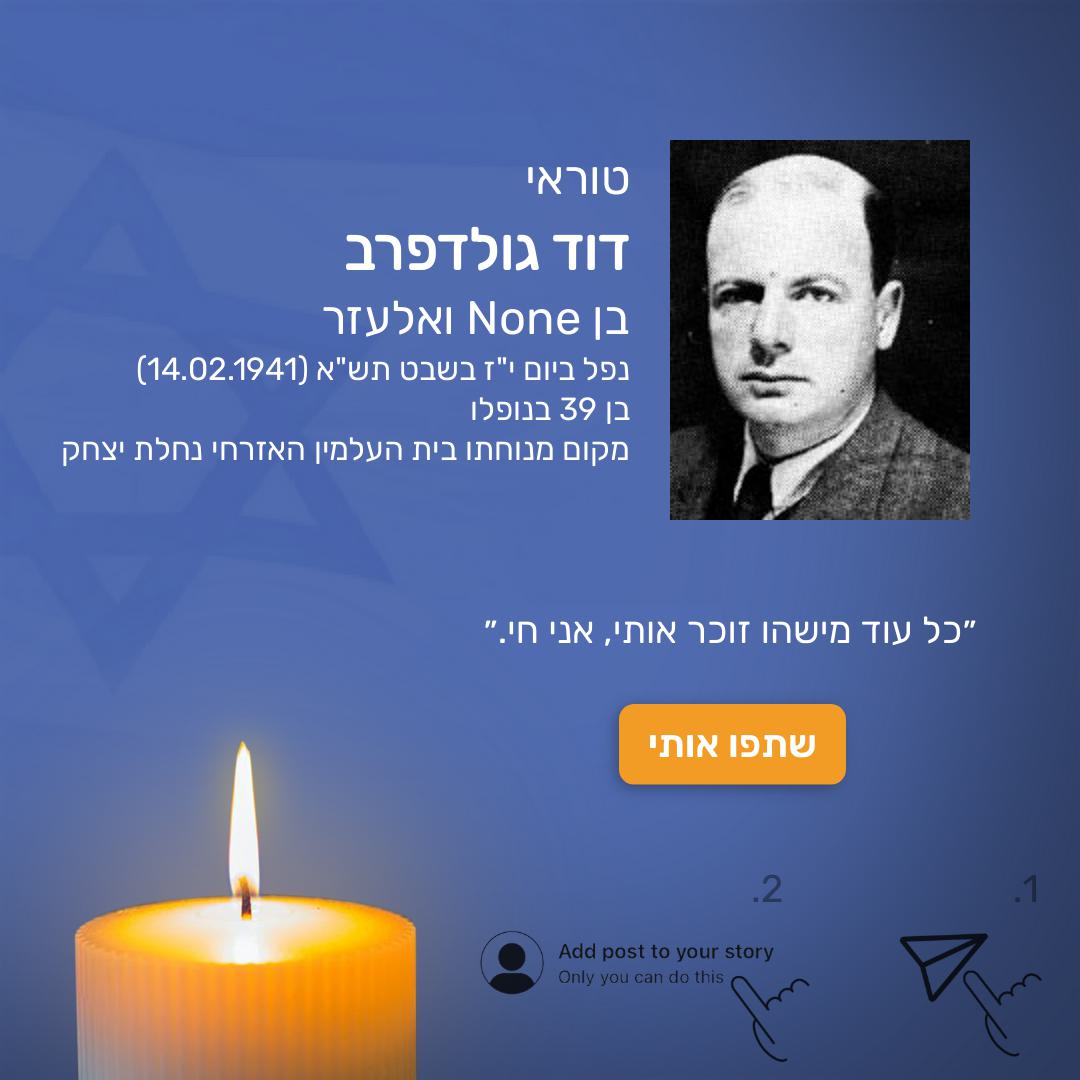 טוראי
דוד גולדפרב
בן None ואלעזר
נפל ביום י"ז בשבט תש"א (14.02.1941)
בן 39 בנופלו
מקום מנוחתו בית העלמין האזרחי נחלת יצחק
״כל עוד מישהו זוכר אותי, אני חי.״
שתפו אותי
1.
2.
Add post to your story
Only you can do this